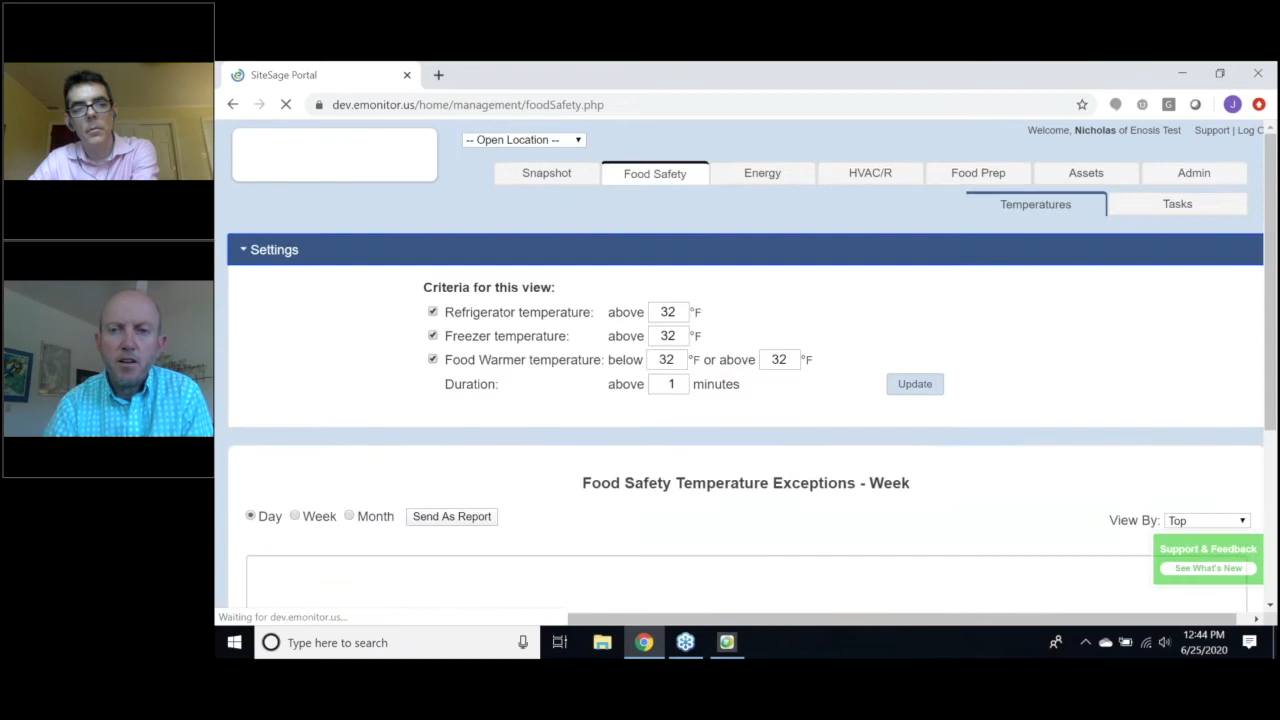 SiteSage Portal
dev.emonitor.us/home/management/foodSafety.php
J
-- Open Location --
Welcome, Nicholas of Enosis Test Support | Log O
Snapshot Food Safety Energy HVAC/R Food Prep Assets Admin
Temperatures Tasks
Settings
Criteria for this view:
Refrigerator temperature: above 32 °F
Freezer temperature: above 32 °F
Food Warmer temperature: below 32 °F or above 32 °F
Duration: above 1 minutes Update
Food Safety Temperature Exceptions - Week
Day Week Month Send As Report View By: Top
Support & Feedback
See What's New
Waiting for dev.emonitor.us...
Type here to search
12:44 PM
6/25/2020